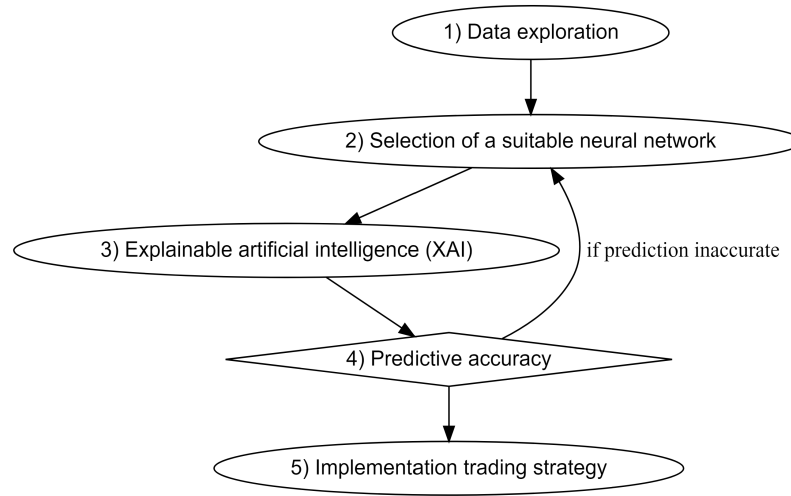 1) Data exploration
2) Selection of a suitable neural network
3) Explainable artificial intelligence (XAI)
if prediction inaccurate
4) Predictive accuracy
5) Implementation trading strategy